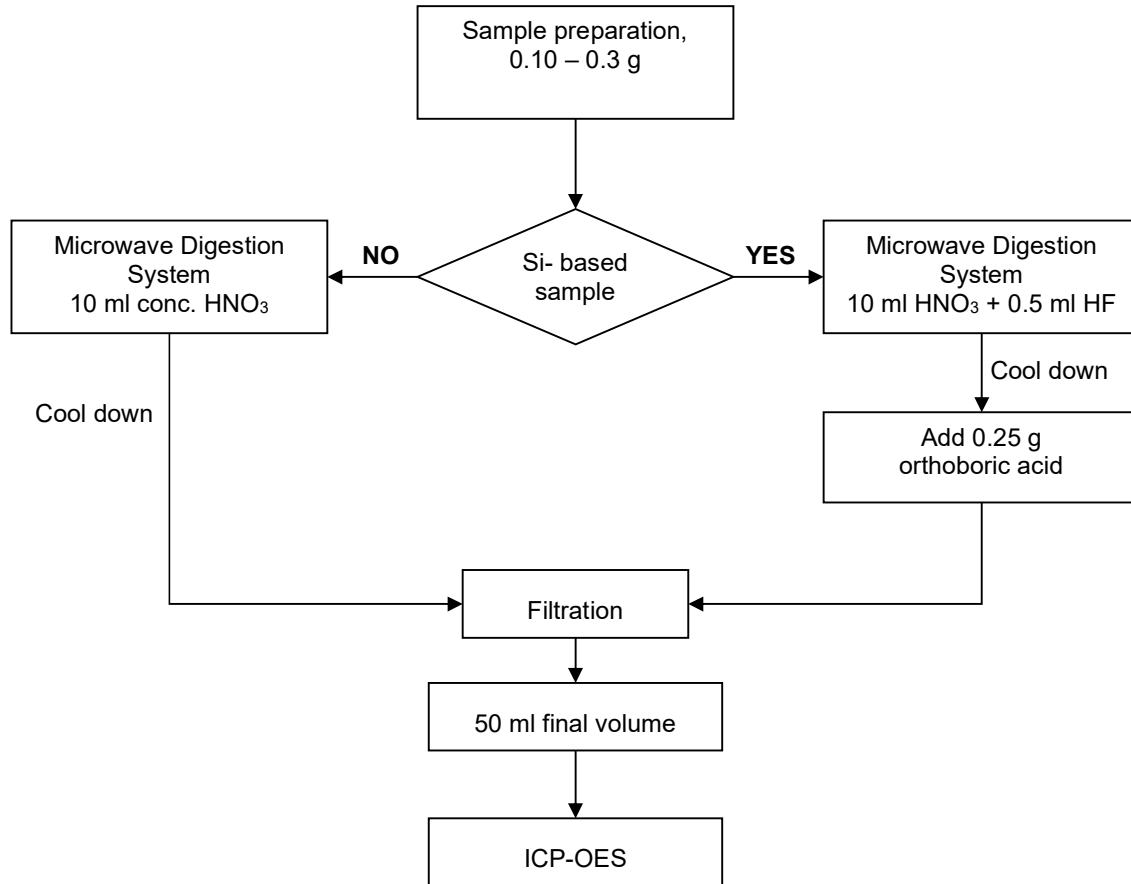 Sample preparation,
0.10 – 0.3 g
Microwave Digestion
System
10 ml conc. HNO₃
NO
Si- based
sample
YES
Microwave Digestion
System
10 ml HNO₃ + 0.5 ml HF
Cool down
Cool down
Add 0.25 g
orthoboric acid
Filtration
50 ml final volume
ICP-OES